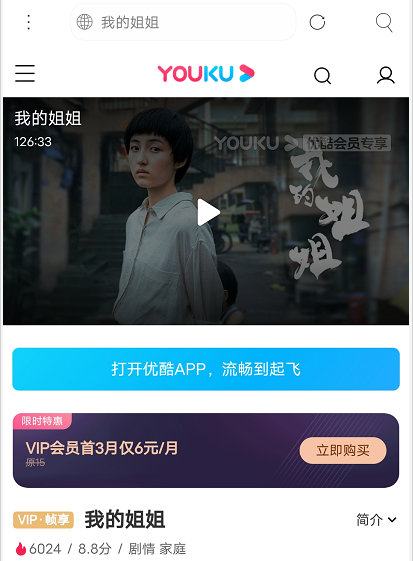 我的姐姐
YOUKU
我的姐姐
126:33
YOUKU 优酷会员专享
我的姐姐
打开优酷APP，流畅到起飞
限时特惠
VIP会员首3月仅6元/月
原15
立即购买
VIP·帧享 我的姐姐 简介
6024 / 8.8分 / 剧情 家庭